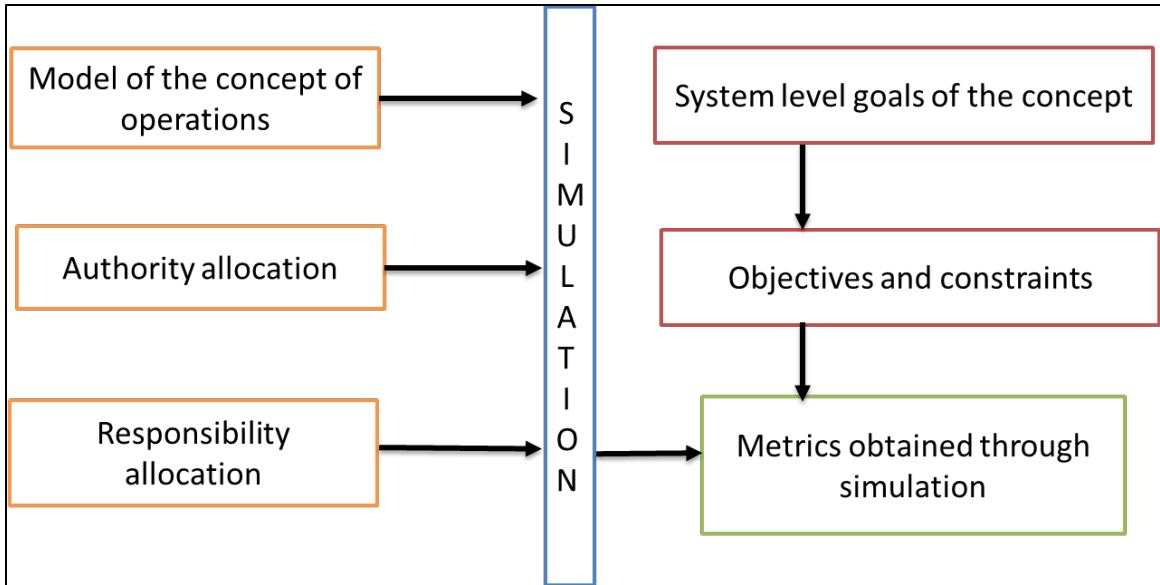 Model of the concept of
operations
Authority allocation
Responsibility
allocation
SIMULATION
System level goals of the concept
Objectives and constraints
Metrics obtained through
simulation